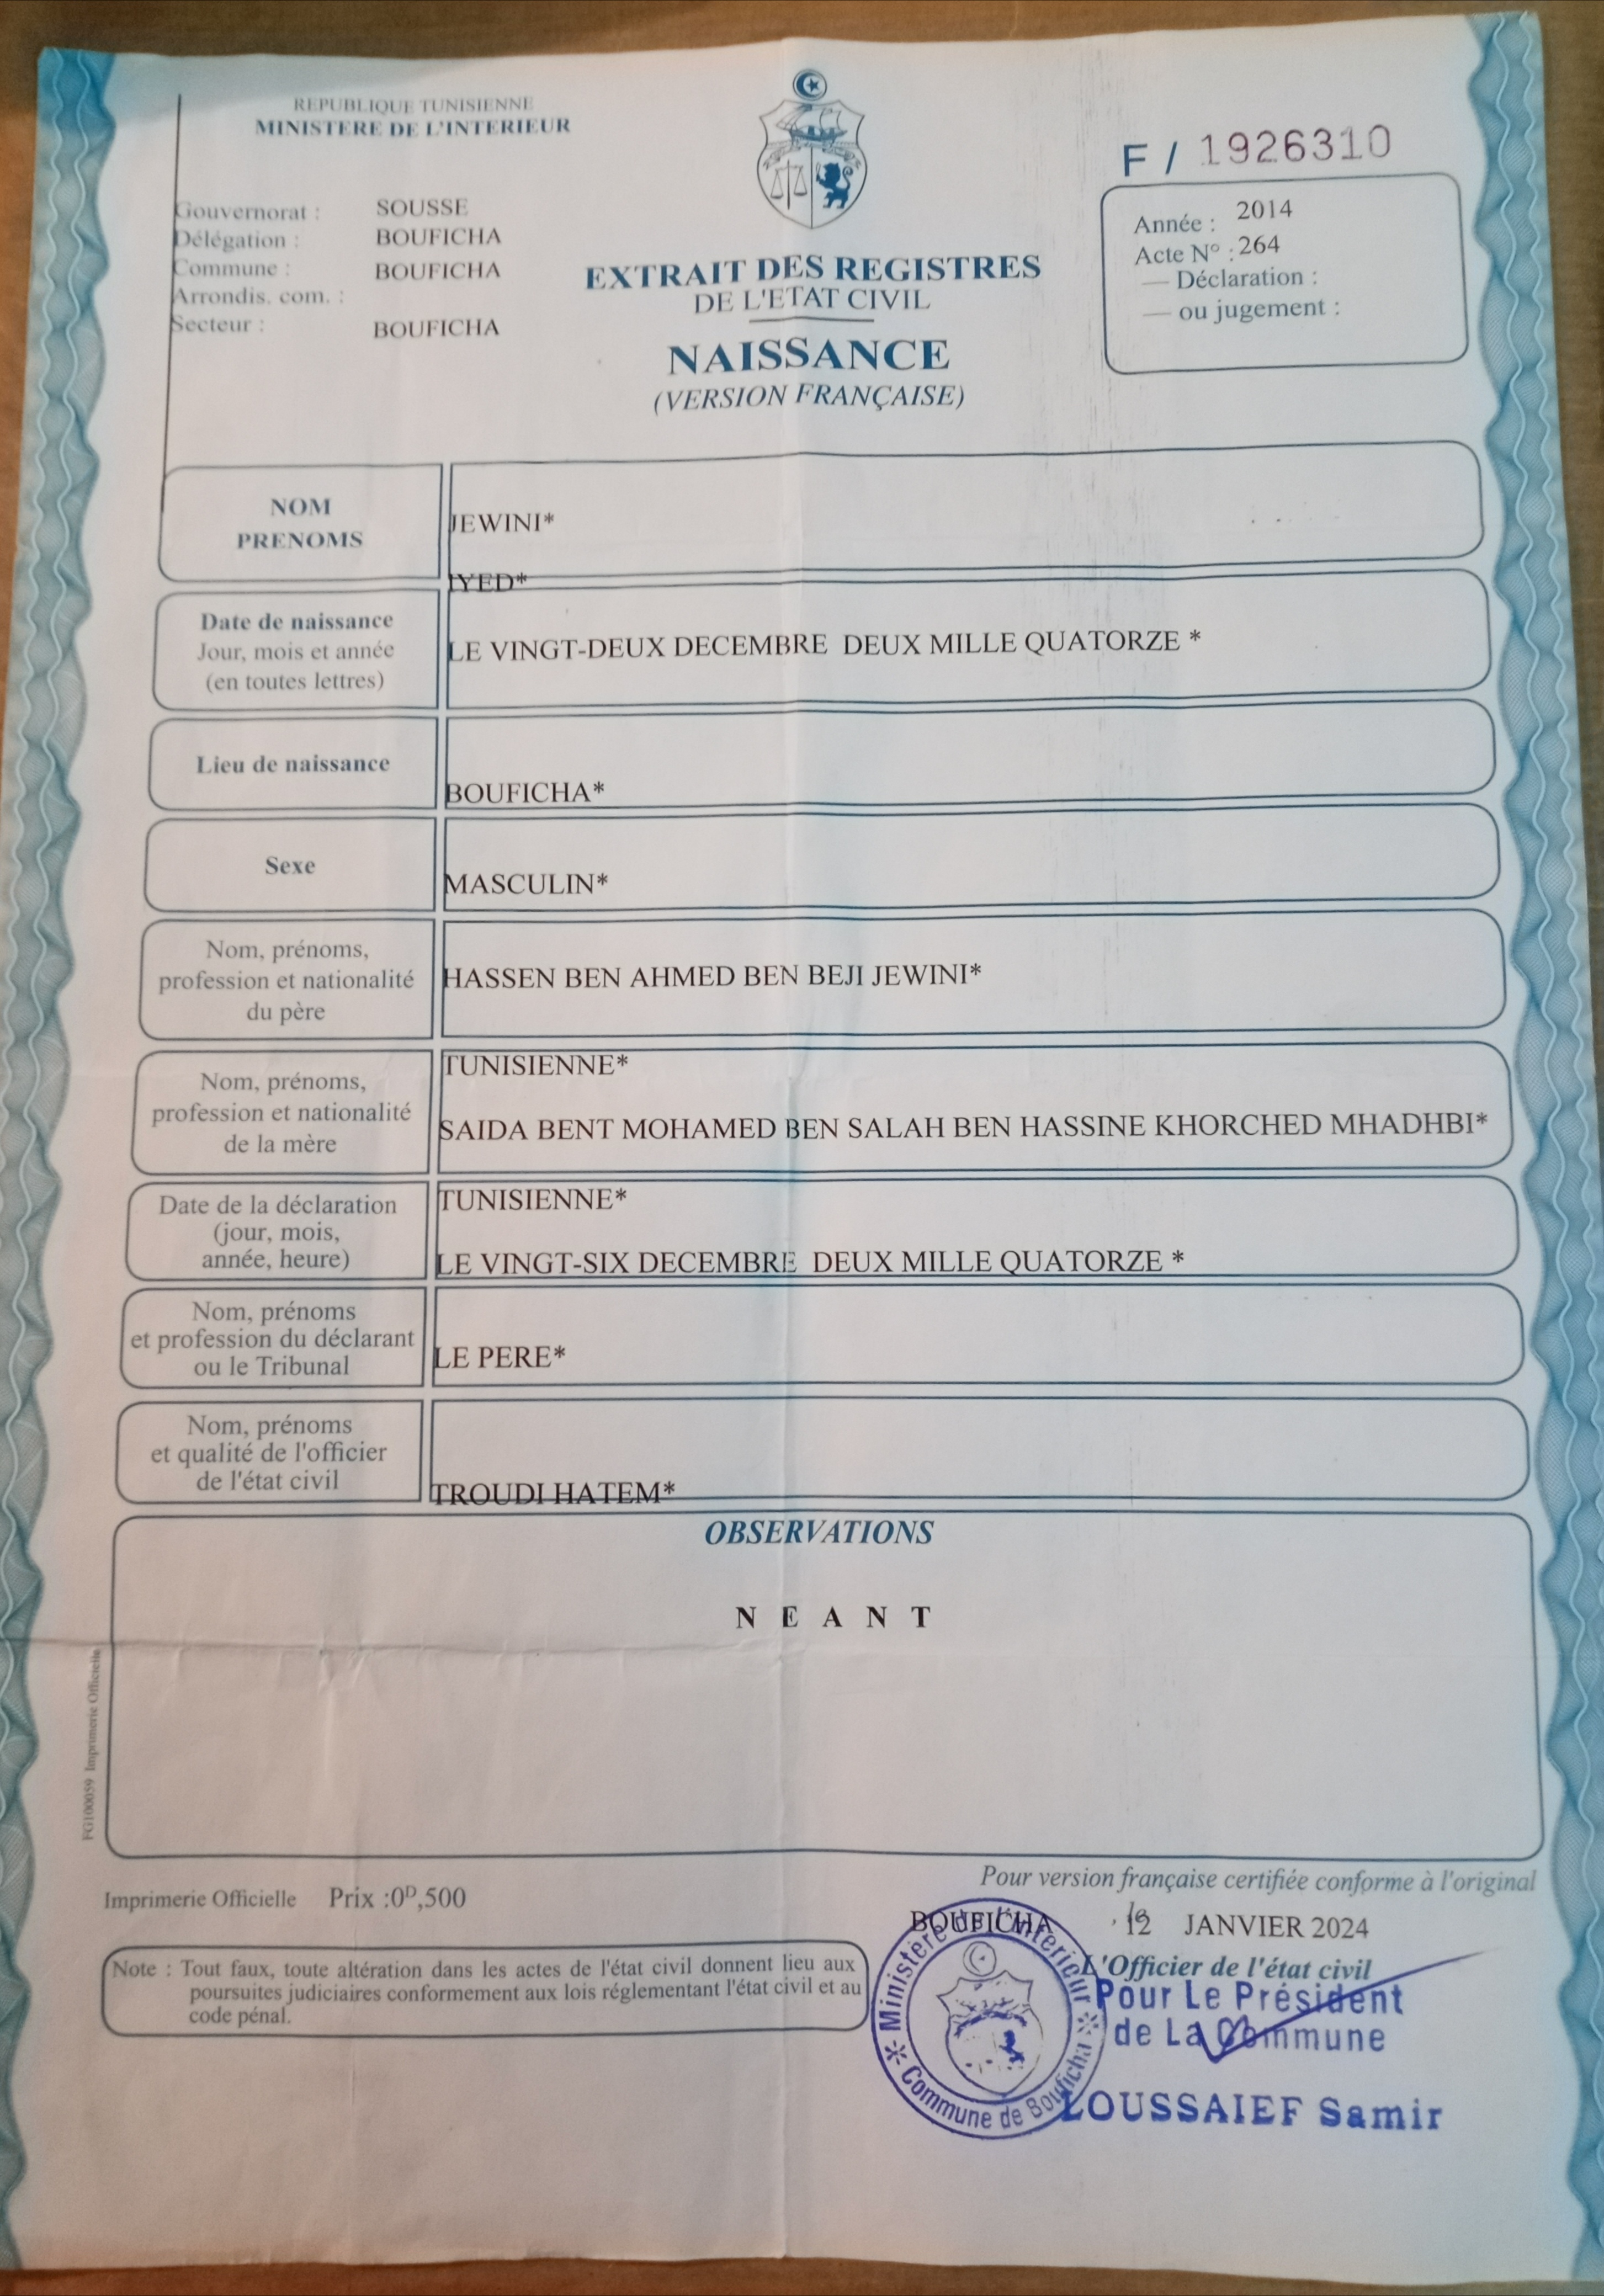 REPUBLIQUE TUNISIENNE
MINISTERE DE L'INTERIEUR
F / 1926310
Gouvernorat : SOUSSE
Délégation : BOUFICHA
Commune : BOUFICHA
Arrondis. com. :
Secteur : BOUFICHA
EXTRAIT DES REGISTRES
DE L'ETAT CIVIL
NAISSANCE
(VERSION FRANÇAISE)
Année : 2014
Acte N° : 264
— Déclaration :
— ou jugement :
NOM
PRENOMS
JEWINI*
IYED*
Date de naissance
Jour, mois et année
(en toutes lettres)
LE VINGT-DEUX DECEMBRE DEUX MILLE QUATORZE *
Lieu de naissance
BOUFICHA*
Sexe
MASCULIN*
Nom, prénoms,
profession et nationalité
du père
HASSEN BEN AHMED BEN BEJI JEWINI*
TUNISIENNE*
Nom, prénoms,
profession et nationalité
de la mère
SAIDA BENT MOHAMED BEN SALAH BEN HASSINE KHORCHED MHADHBI*
TUNISIENNE*
Date de la déclaration
(jour, mois,
année, heure)
LE VINGT-SIX DECEMBRE DEUX MILLE QUATORZE *
Nom, prénoms
et profession du déclarant
ou le Tribunal
LE PERE*
Nom, prénoms
et qualité de l'officier
de l'état civil
TROUDI HATEM*
OBSERVATIONS
N E A N T
FG100059 Imprimerie Officielle
Imprimerie Officielle Prix :0D,500
Pour version française certifiée conforme à l'original
BOUFICHA JANVIER 2024
L'Officier de l'état civil
Note : Tout faux, toute altération dans les actes de l'état civil donnent lieu aux
poursuites judiciaires conformement aux lois réglementant l'état civil et au
code pénal.
Ministère de l'Intérieur
Commune de Bouficha
Pour Le Président
de La Commune
LOUSSAIEF Samir